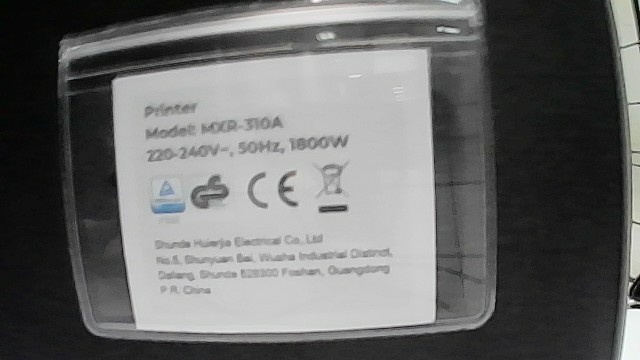 Printer
Model: MXR-310A
220-240V~, 50Hz, 1800W
CE
Shunde Huierjia Electrical Co., Ltd
No.5, Shunyuan Bei, Wusha Industrial District,
Daliang, Shunde 528300 Foshan, Guangdong
P.R. China